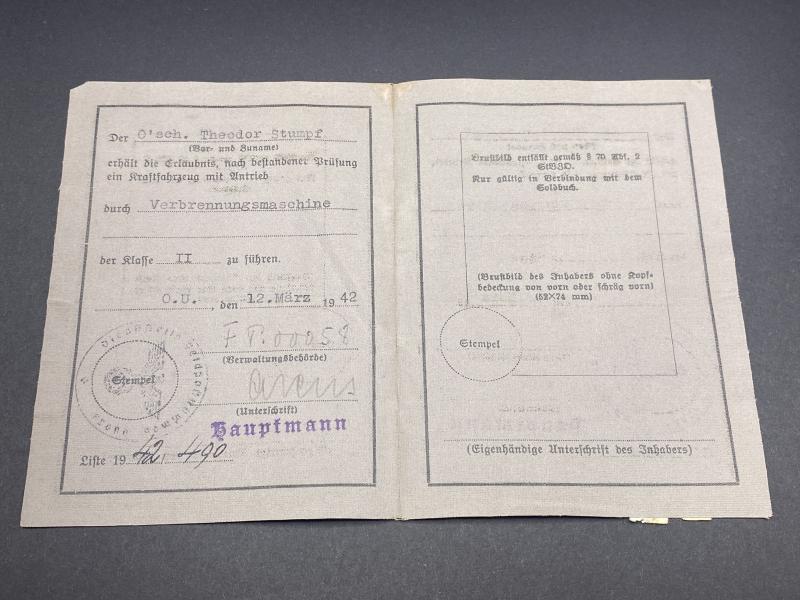 Der O'sch. Theodor Stumpf
(Vor- und Zuname)
erhält die Erlaubnis, nach bestandener Prüfung
ein Kraftfahrzeug mit Antrieb
durch Verbrennungsmaschine
der Klasse II zu führen.
O.U., den 12.März 1942
F P. 00058
(Verwaltungsbehörde)
Stempel
(Unterschrift)
Hauptmann
Liste 1942, 490
Brustbild entfällt gemäß § 70 Abs. 2
StVZO.
Nur gültig in Verbindung mit dem
Soldbuch.
(Brustbild des Inhabers ohne Kopf-
bedeckung von vorn oder schräg vorn)
(52×74 mm)
Stempel
(Eigenhändige Unterschrift des Inhabers)